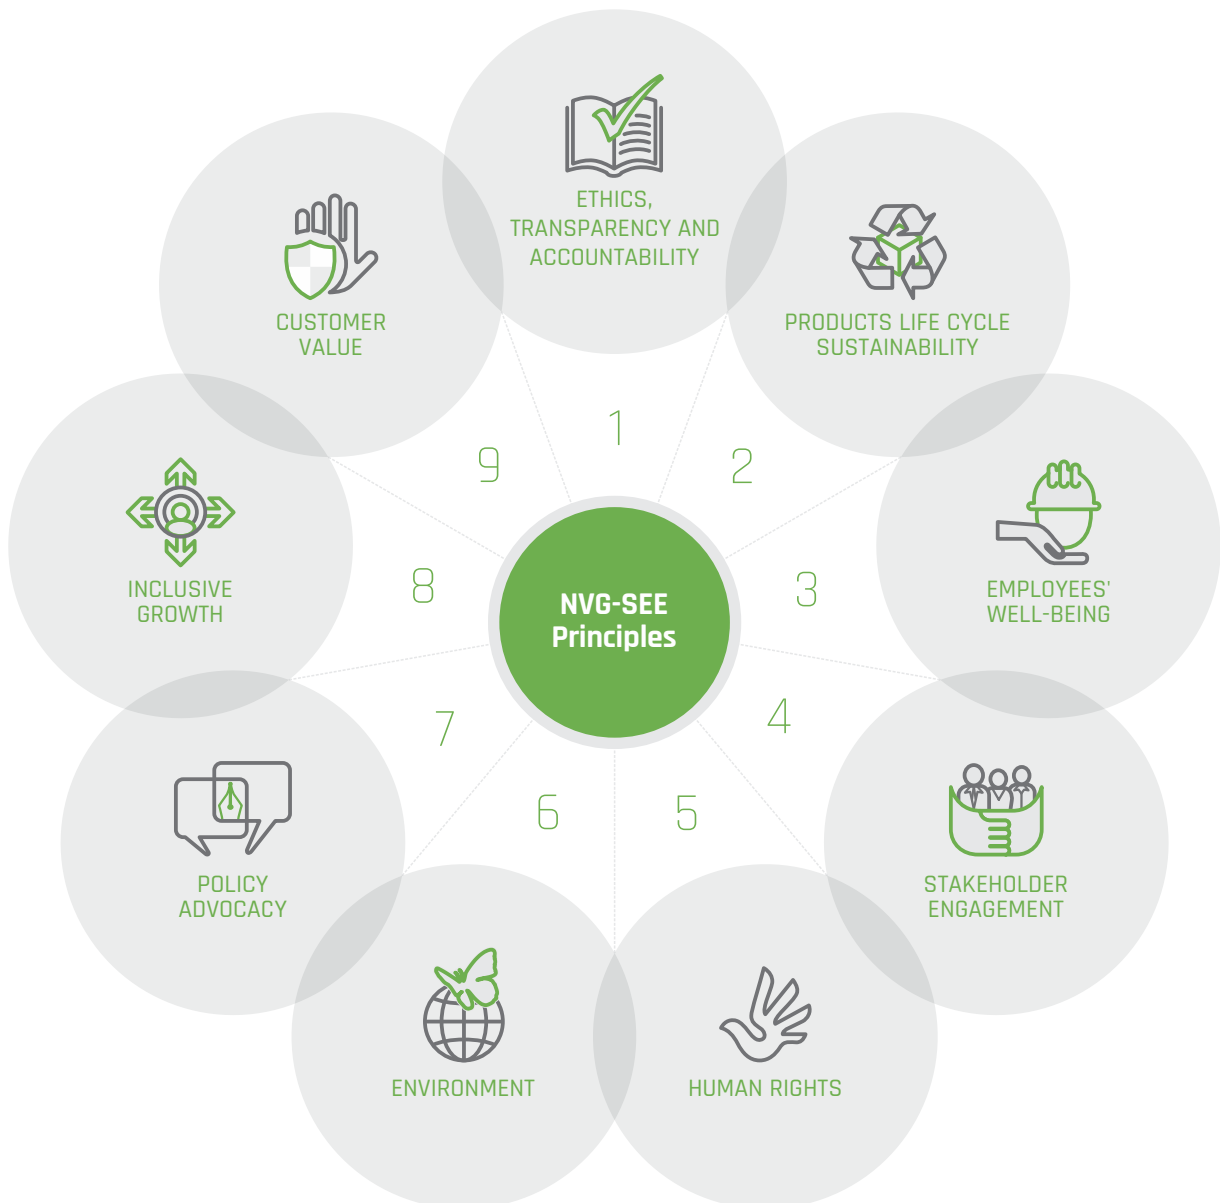 NVG-SEE
Principles
1
ETHICS,
TRANSPARENCY AND
ACCOUNTABILITY
2
PRODUCTS LIFE CYCLE
SUSTAINABILITY
3
EMPLOYEES'
WELL-BEING
4
STAKEHOLDER
ENGAGEMENT
5
HUMAN RIGHTS
6
ENVIRONMENT
7
POLICY
ADVOCACY
8
INCLUSIVE
GROWTH
9
CUSTOMER
VALUE